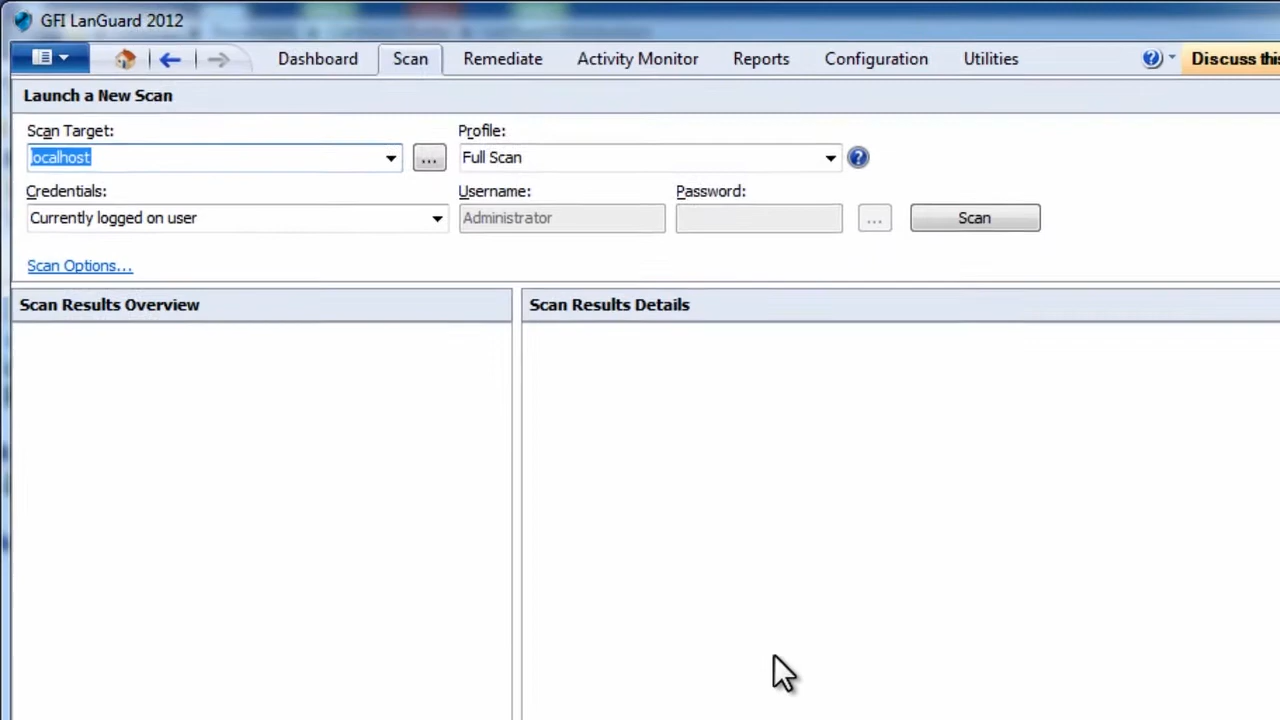 GFI LanGuard 2012
Dashboard Scan Remediate Activity Monitor Reports Configuration Utilities Discuss this
Launch a New Scan
Scan Target: Profile:
localhost ... Full Scan
Credentials: Username: Password:
Currently logged on user Administrator ... Scan
Scan Options...
Scan Results Overview Scan Results Details